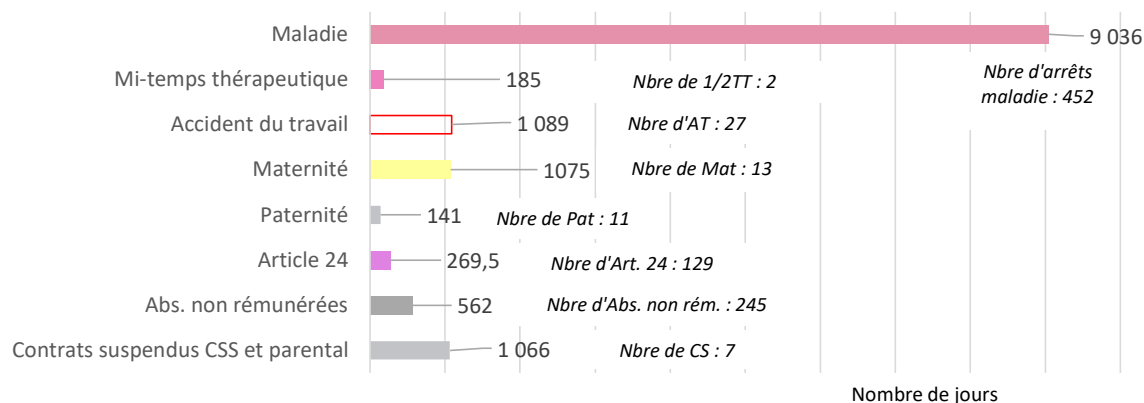 Maladie
9 036
Nbre d'arrêts
maladie : 452
Mi-temps thérapeutique
185
Nbre de 1/2TT : 2
Accident du travail
1 089
Nbre d'AT : 27
Maternité
1075
Nbre de Mat : 13
Paternité
141
Nbre de Pat : 11
Article 24
269,5
Nbre d'Art. 24 : 129
Abs. non rémunérées
562
Nbre d'Abs. non rém. : 245
Contrats suspendus CSS et parental
1 066
Nbre de CS : 7
Nombre de jours